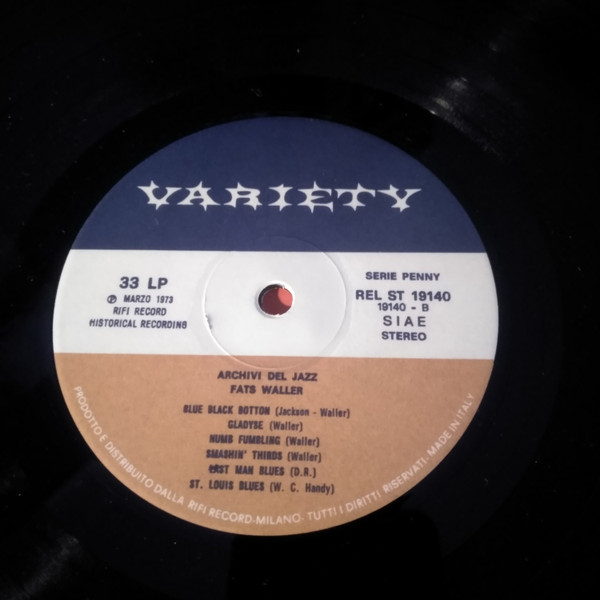 VARIETY
33 LP
Ⓟ MARZO 1973
RIFI RECORD
HISTORICAL RECORDING
SERIE PENNY
REL ST 19140
19140 - B
SIAE
STEREO
ARCHIVI DEL JAZZ
FATS WALLER
BLUE BLACK BOTTON (Jackson - Waller)
GLADYSE (Waller)
NUMB FUMBLING (Waller)
SMASHIN' THIRDS (Waller)
MAN BLUES (D.R.)
ST. LOUIS BLUES (W. C. Handy)
PRODOTTO E DISTRIBUITO DALLA RIFI RECORD-MILANO· TUTTI I DIRITTI RISERVATI· MADE IN ITALY